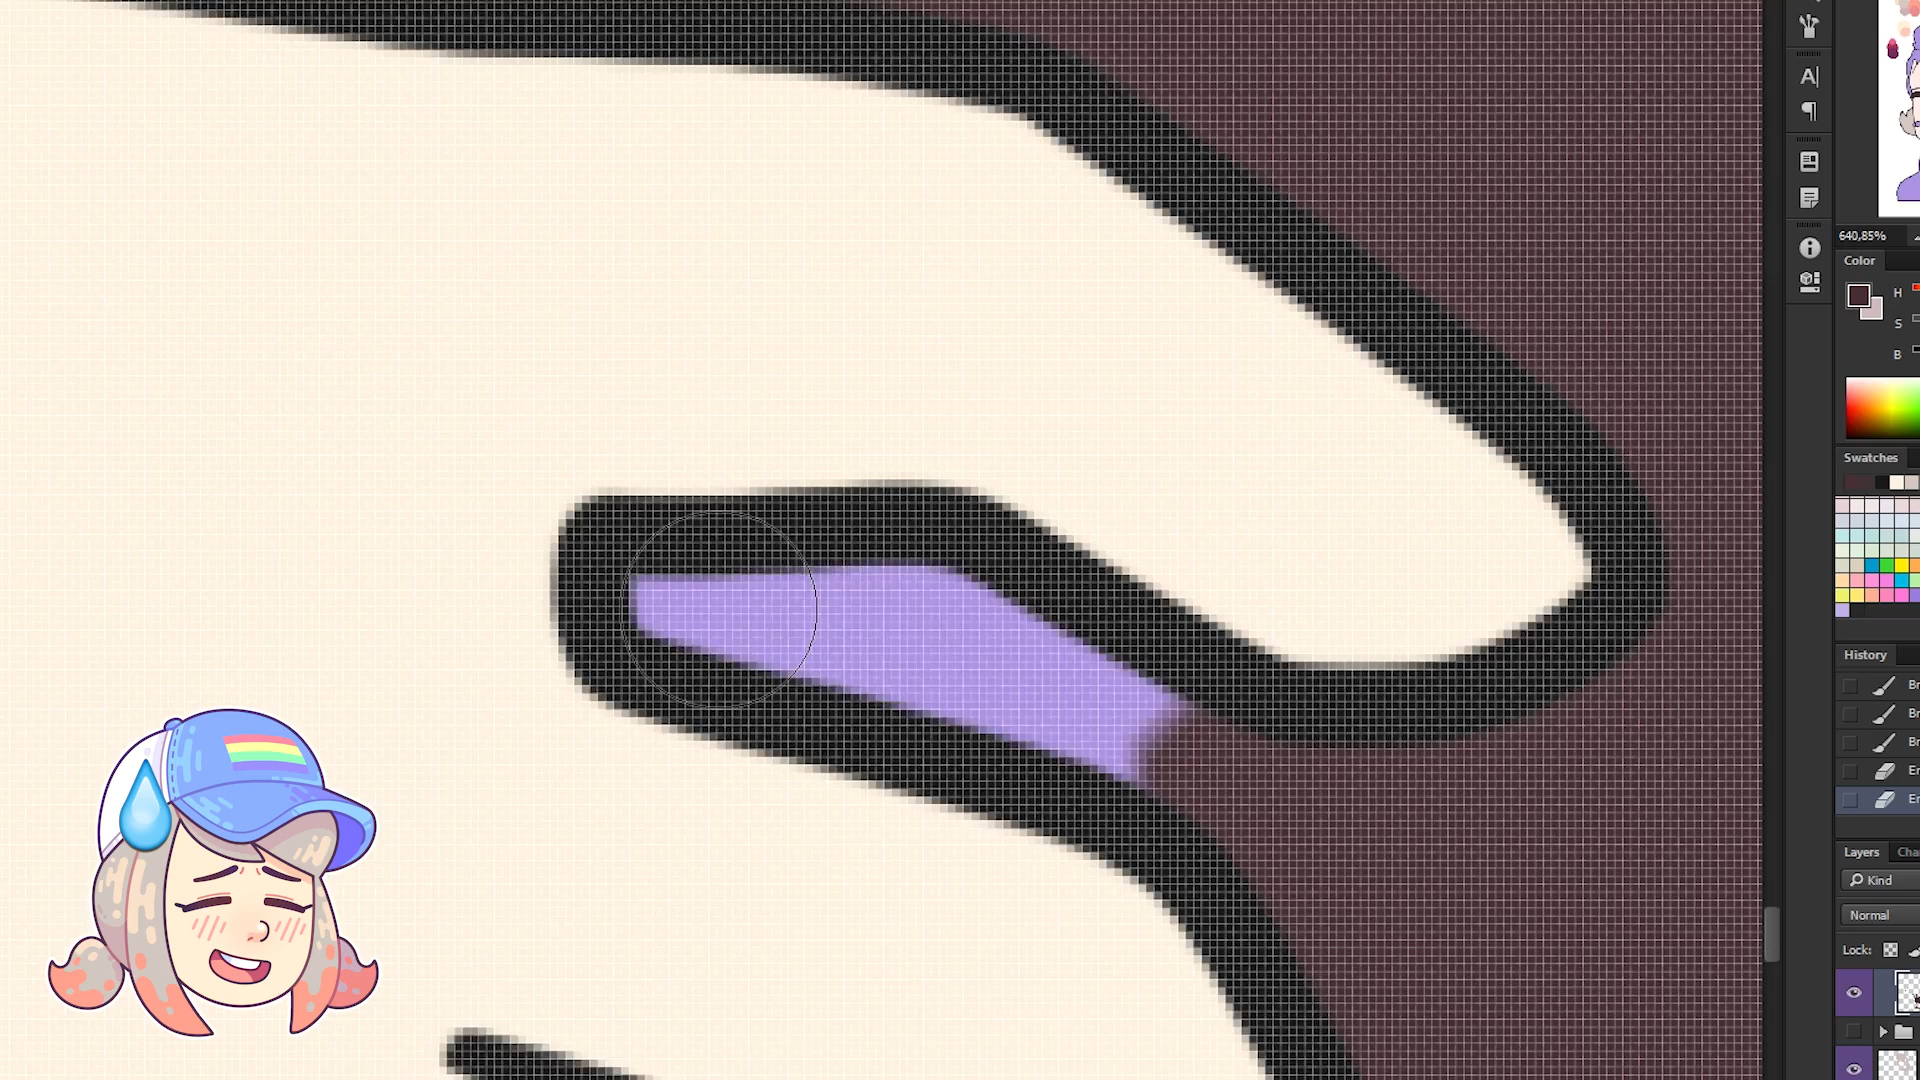 A|
¶
640,85%
Color
H
S
B
Swatches
History
Br
Br
Br
Er
Er
Layers
Cha
Kind
Normal
Lock: